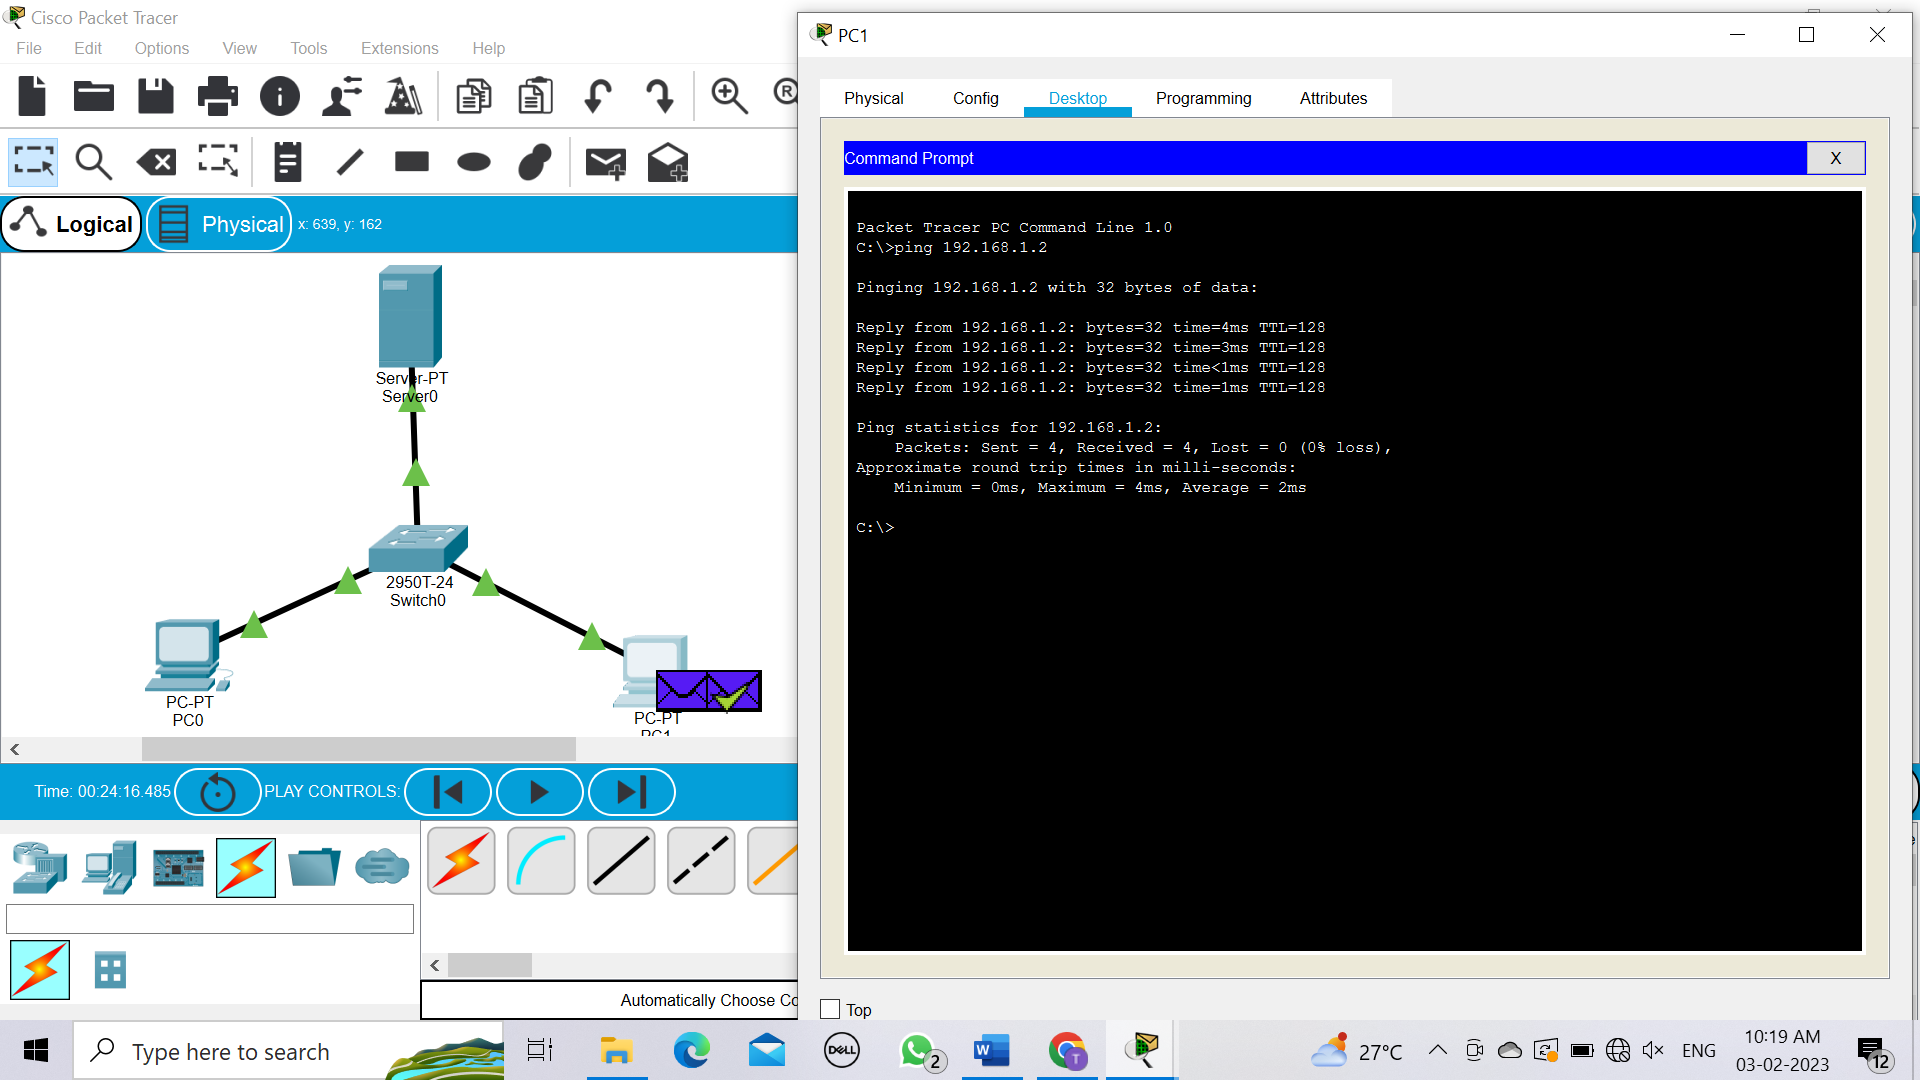 Cisco Packet Tracer
File Edit Options View Tools Extensions Help
Logical
Physical
x: 639, y: 162
Server-PT
Server0
2950T-24
Switch0
PC-PT
PC0
PC-PT
PC1
Time: 00:24:16.485
PLAY CONTROLS:
Automatically Choose Co
PC1
Physical Config Desktop Programming Attributes
Command Prompt
X
Packet Tracer PC Command Line 1.0
C:\>ping 192.168.1.2
Pinging 192.168.1.2 with 32 bytes of data:
Reply from 192.168.1.2: bytes=32 time=4ms TTL=128
Reply from 192.168.1.2: bytes=32 time=3ms TTL=128
Reply from 192.168.1.2: bytes=32 time<1ms TTL=128
Reply from 192.168.1.2: bytes=32 time=1ms TTL=128
Ping statistics for 192.168.1.2:
Packets: Sent = 4, Received = 4, Lost = 0 (0% loss),
Approximate round trip times in milli-seconds:
Minimum = 0ms, Maximum = 4ms, Average = 2ms
C:\>
Top
Type here to search
DELL
2
W
T
27°C
ENG
10:19 AM
03-02-2023
12